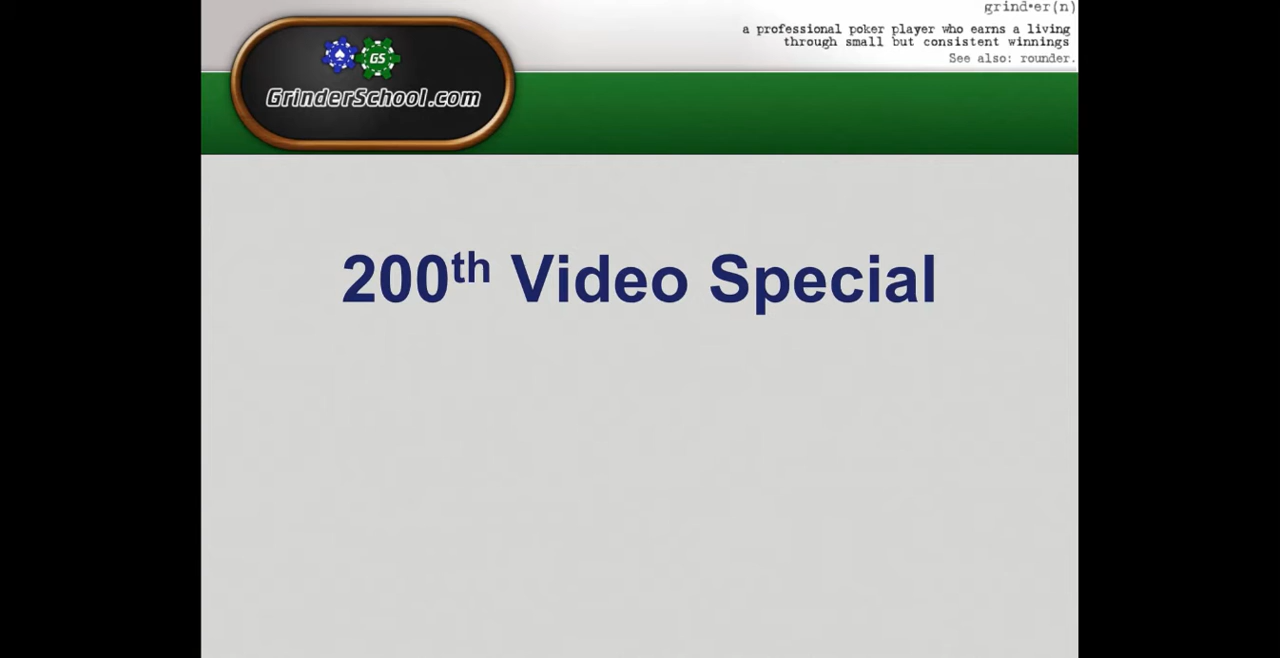 grind•er(n)
a professional poker player who earns a living
through small but consistent winnings
See also: rounder.
GS
GrinderSchool.com
200th Video Special